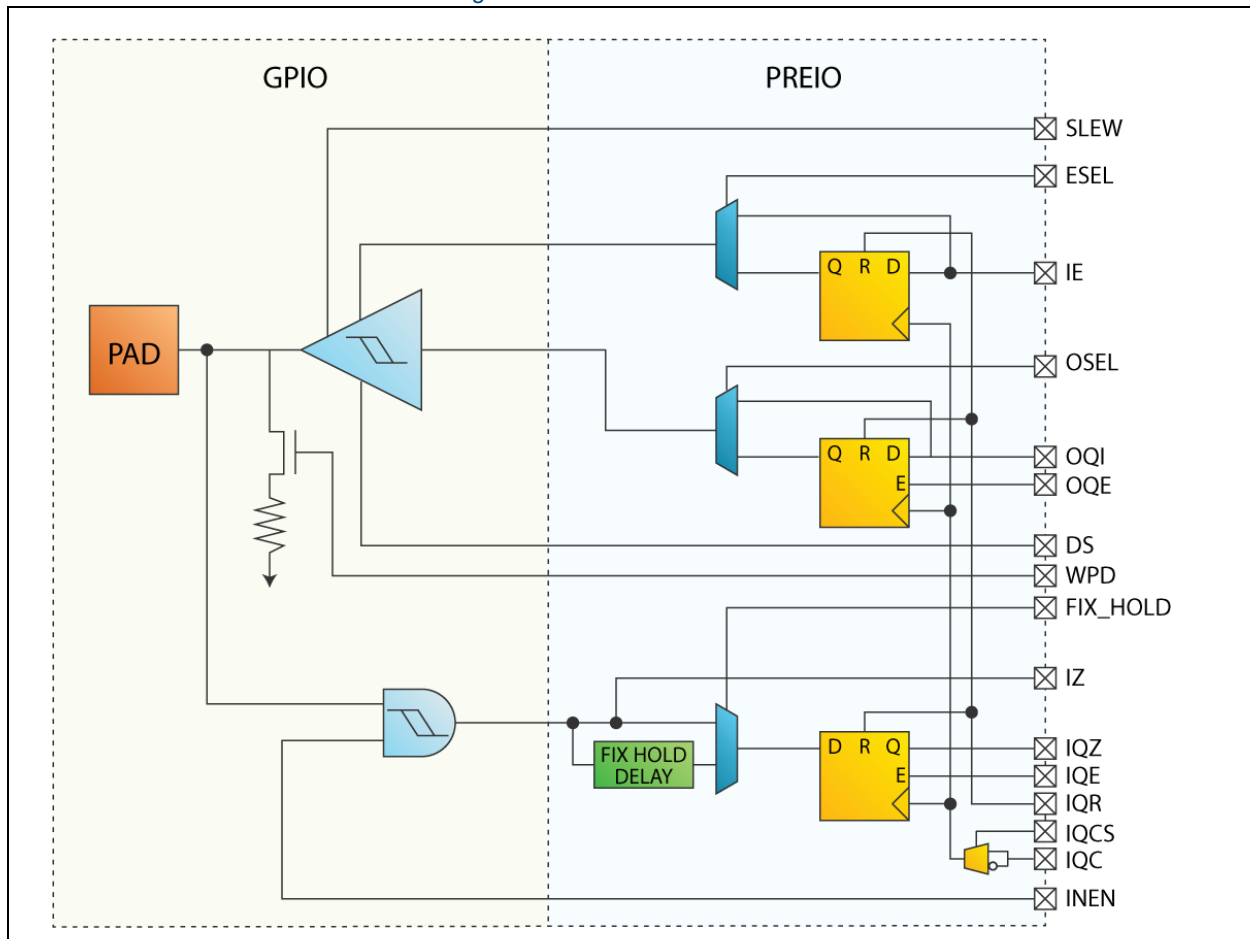 GPIO
PREIO
SLEW
ESEL
Q R D
IE
PAD
OSEL
Q R D
OQI
E
OQE
DS
WPD
FIX_HOLD
IZ
FIX HOLD
DELAY
D R Q
IQZ
E
IQE
IQR
IQCS
IQC
INEN